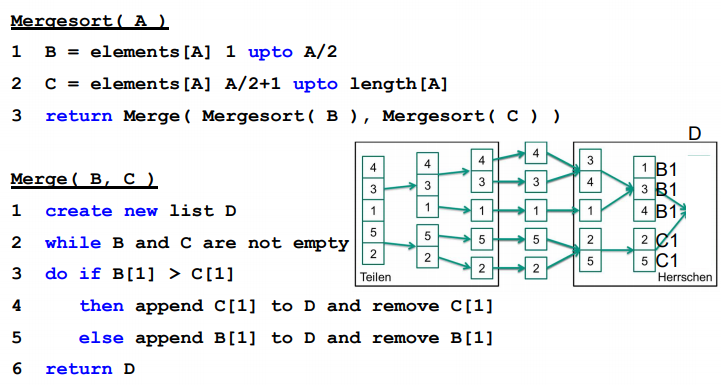 Mergesort( A )
1 B = elements[A] 1 upto A/2
2 C = elements[A] A/2+1 upto length[A]
3 return Merge( Mergesort( B ), Mergesort( C ) )
Merge( B, C )
1 create new list D
2 while B and C are not empty
3 do if B[1] > C[1]
4 then append C[1] to D and remove C[1]
5 else append B[1] to D and remove B[1]
6 return D
D
4 4 4 4 3 1 B1
3 3 3 3 4 3 B1
1 1 1 1 1 4 B1
5 5 5 5 2 2 C1
2 2 2 2 5 5 C1
Teilen Herrschen